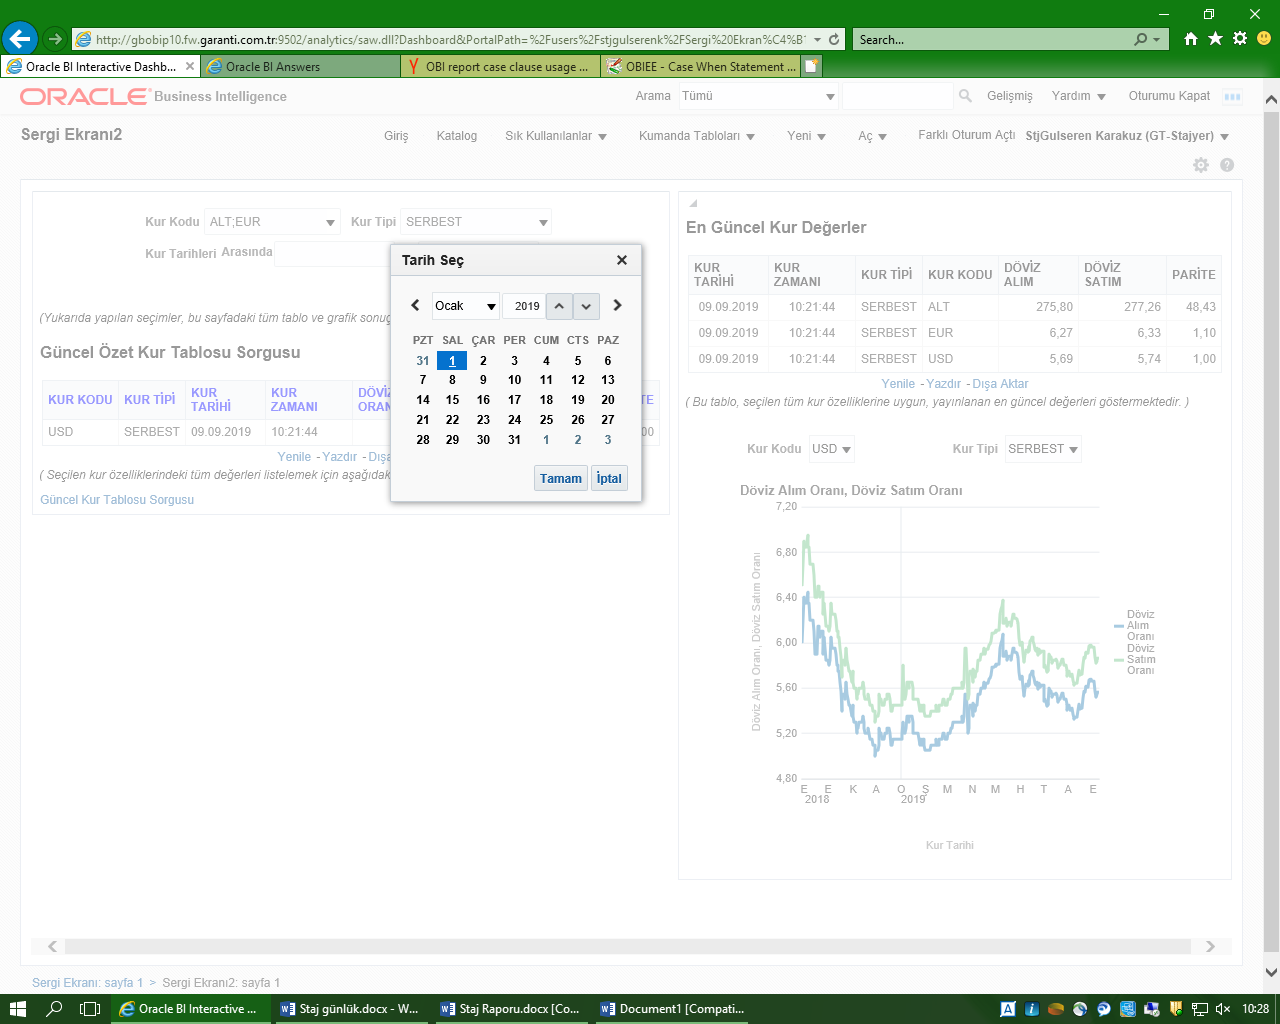 http://gbobip10.fw.garanti.com.tr:9502/analytics/saw.dll?Dashboard&PortalPath=%2Fusers%2Fstjgulserenk%2FSergi%20Ekran%C4%B1
Search...
Oracle BI Interactive Dashb...
Oracle BI Answers
OBI report case clause usage ...
OBIEE - Case When Statement ...
ORACLE Business Intelligence
Arama Tümü
Gelişmiş Yardım Oturumu Kapat
Sergi Ekranı2
Giriş Katalog Sık Kullanılanlar Kumanda Tabloları Yeni Aç Farklı Oturum Açtı StjGulseren Karakuz (GT-Stajyer)
Kur Kodu ALT;EUR Kur Tipi SERBEST
Kur Tarihleri Arasında
(Yukarıda yapılan seçimler, bu sayfadaki tüm tablo ve grafik sonuç
Güncel Özet Kur Tablosu Sorgusu
KUR KODU KUR TİPİ KUR TARİHİ KUR ZAMANI DÖVİZ ORAN TE
USD SERBEST 09.09.2019 10:21:44 00
Yenile - Yazdır - Dışa
( Seçilen kur özelliklerindeki tüm değerleri listelemek için aşağıdak
Güncel Kur Tablosu Sorgusu
Tarih Seç
Ocak 2019
PZT SAL ÇAR PER CUM CTS PAZ
31 1 2 3 4 5 6
7 8 9 10 11 12 13
14 15 16 17 18 19 20
21 22 23 24 25 26 27
28 29 30 31 1 2 3
Tamam İptal
En Güncel Kur Değerler
KUR TARİHİ KUR ZAMANI KUR TİPİ KUR KODU DÖVİZ ALIM DÖVİZ SATIM PARİTE
09.09.2019 10:21:44 SERBEST ALT 275,80 277,26 48,43
09.09.2019 10:21:44 SERBEST EUR 6,27 6,33 1,10
09.09.2019 10:21:44 SERBEST USD 5,69 5,74 1,00
Yenile - Yazdır - Dışa Aktar
( Bu tablo, seçilen tüm kur özelliklerine uygun, yayınlanan en güncel değerleri göstermektedir. )
Kur Kodu USD Kur Tipi SERBEST
Döviz Alım Oranı, Döviz Satım Oranı
Döviz Alım Oranı, Döviz Satım Oranı
7,20
6,80
6,40
6,00
5,60
5,20
4,80
E E K A O Ş M N M H T A E
2018 2019
Kur Tarihi
Döviz
Alım
Oranı
Döviz
Satım
Oranı
Sergi Ekranı: sayfa 1 > Sergi Ekranı2: sayfa 1
Oracle BI Interactive ...
Staj günlük.docx - W...
Staj Raporu.docx [Co...
Document1 [Compati...
10:28